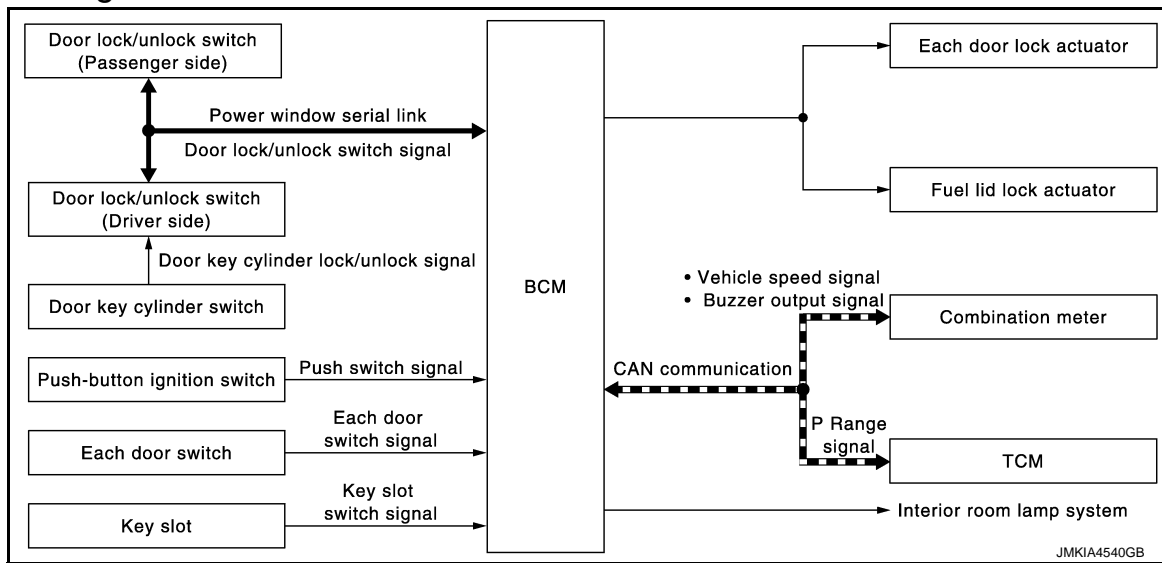 Door lock/unlock switch
(Passenger side)
Power window serial link
Door lock/unlock switch signal
Door lock/unlock switch
(Driver side)
Door key cylinder lock/unlock signal
Door key cylinder switch
Push-button ignition switch
Push switch signal
Each door switch
Each door
switch signal
Key slot
Key slot
switch signal
BCM
Each door lock actuator
Fuel lid lock actuator
• Vehicle speed signal
• Buzzer output signal
Combination meter
CAN communication
P Range
signal
TCM
Interior room lamp system
JMKIA4540GB